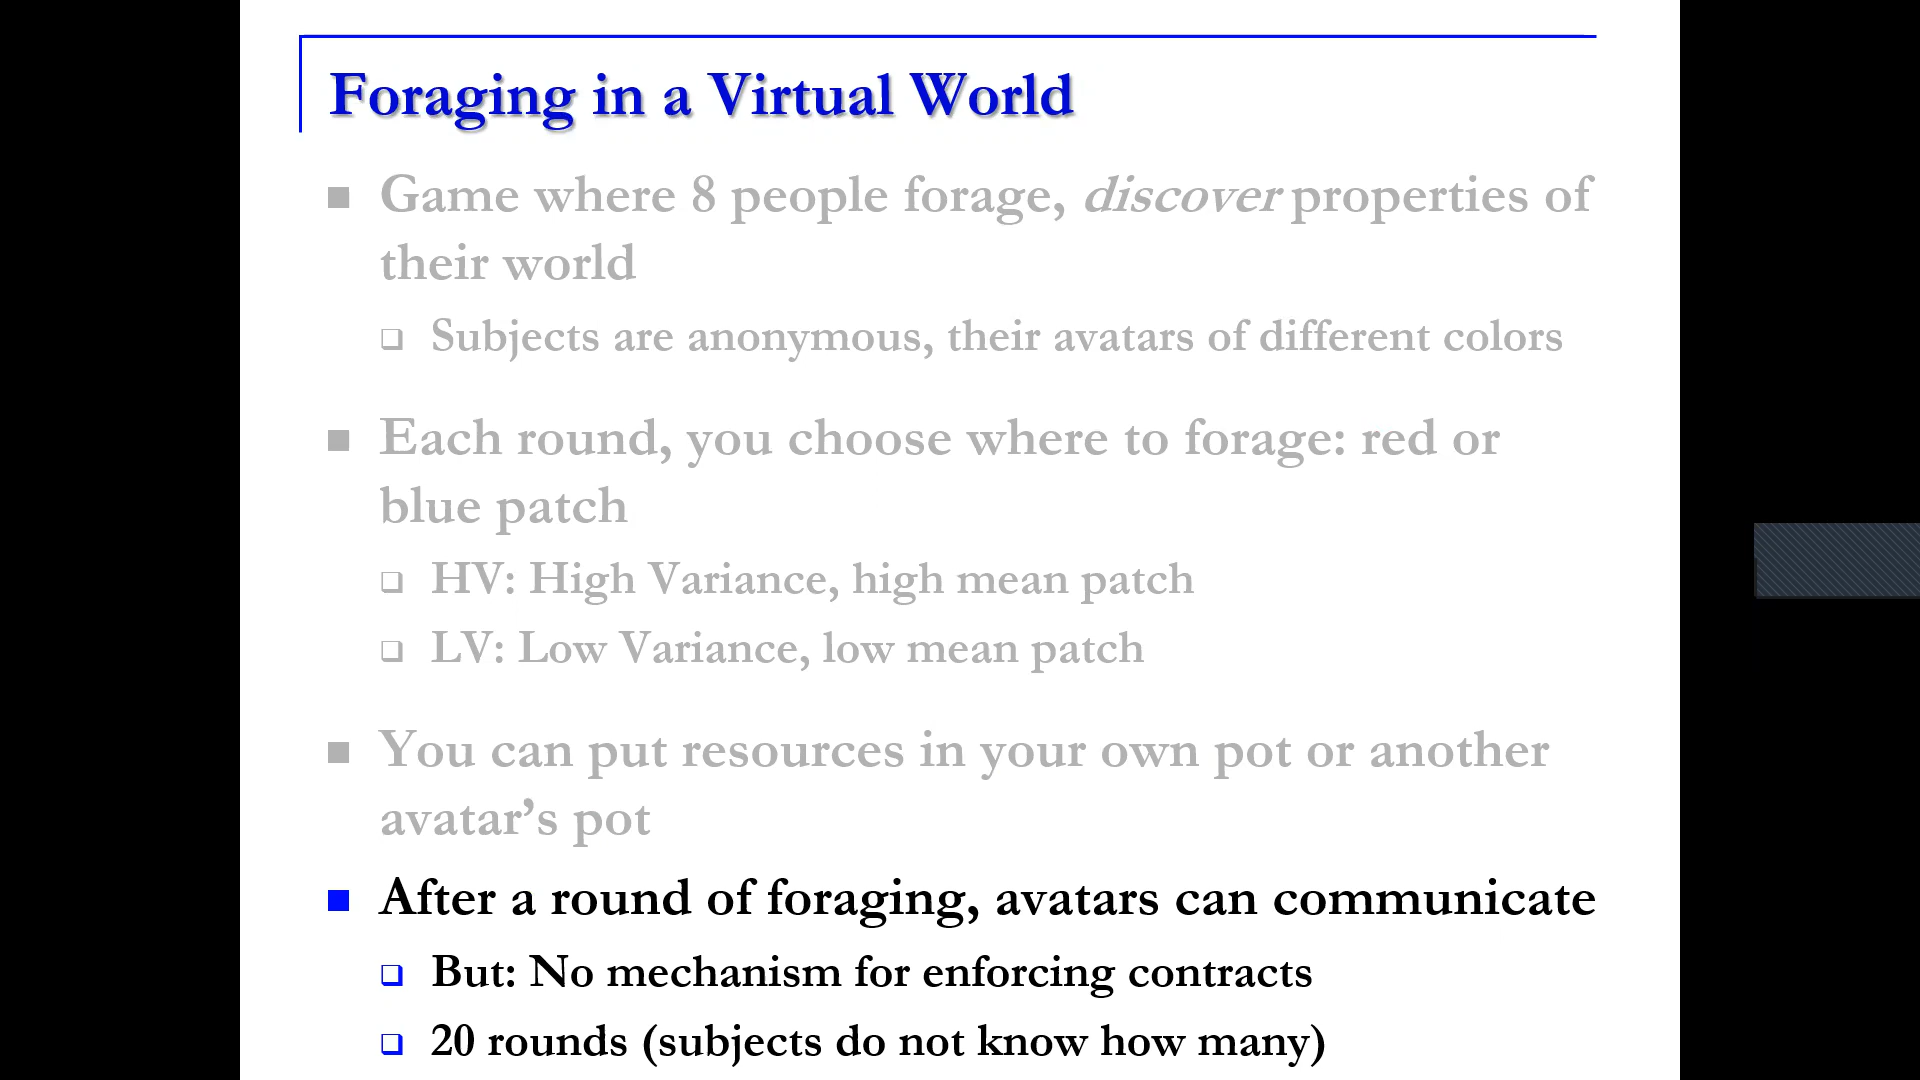 Foraging in a Virtual World
Game where 8 people forage, discover properties of
their world
Subjects are anonymous, their avatars of different colors
Each round, you choose where to forage: red or
blue patch
HV: High Variance, high mean patch
LV: Low Variance, low mean patch
You can put resources in your own pot or another
avatar’s pot
After a round of foraging, avatars can communicate
But: No mechanism for enforcing contracts
20 rounds (subjects do not know how many)